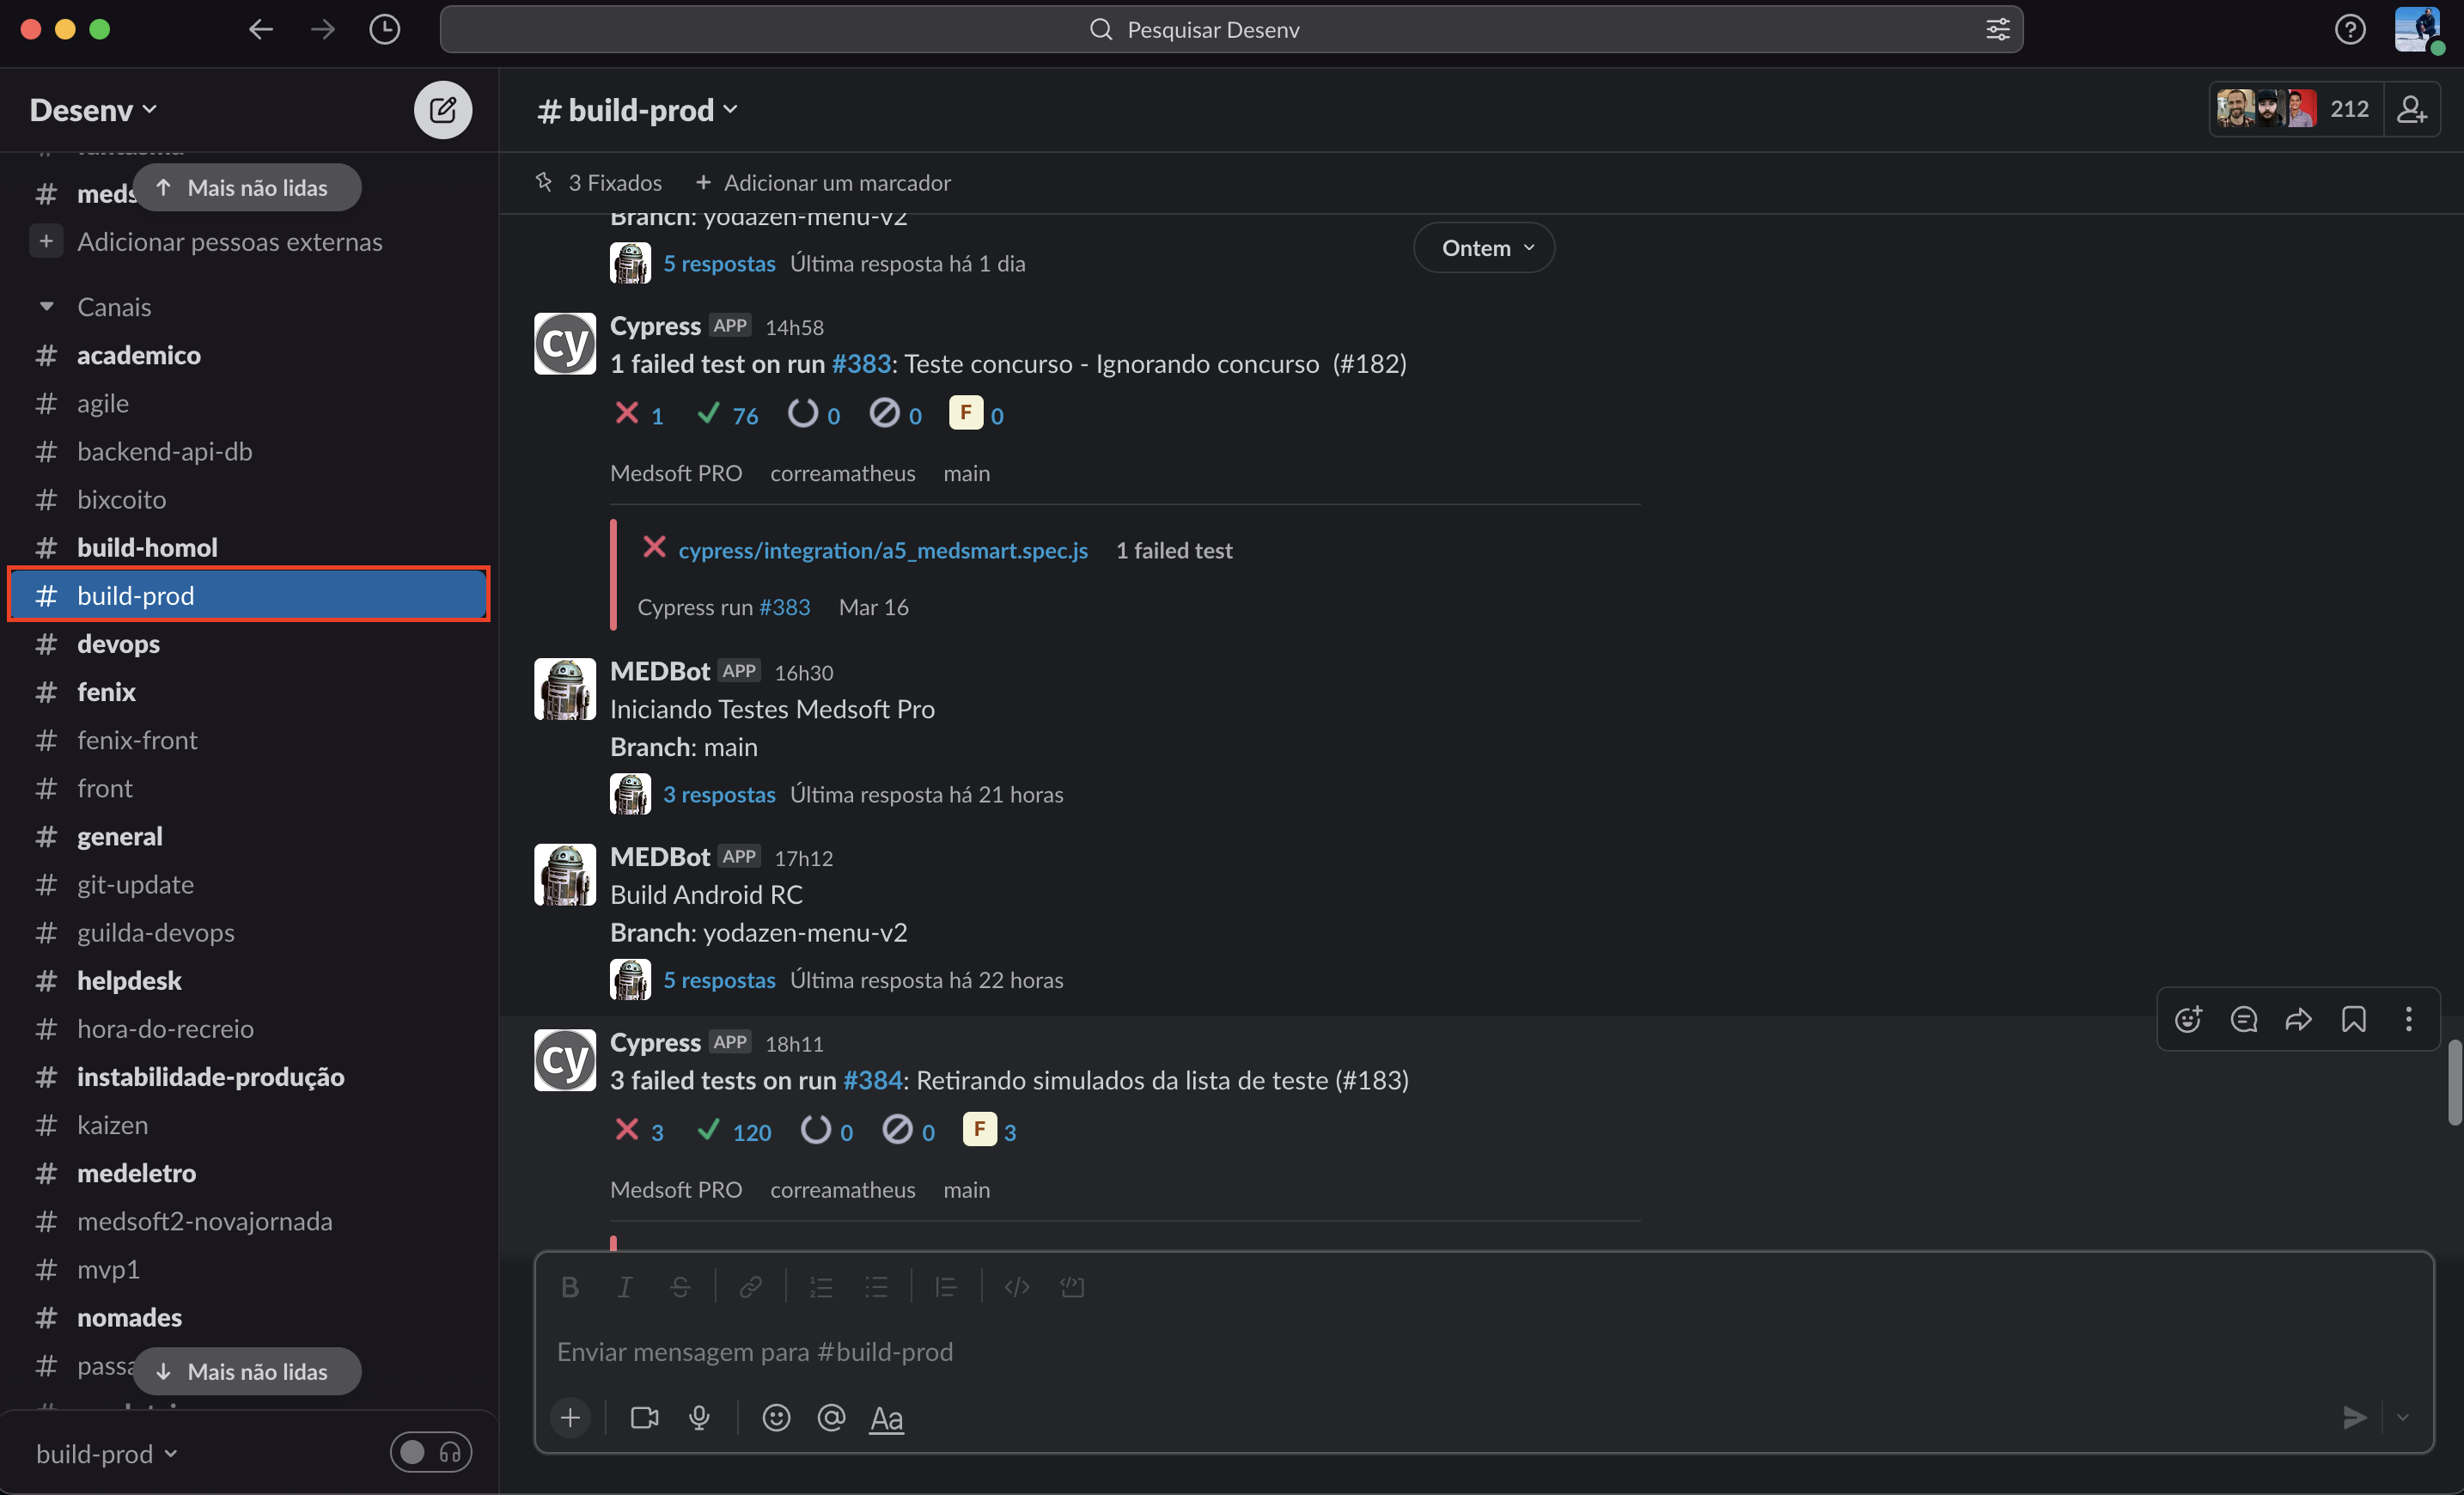 Pesquisar Desenv
Desenv
# build-prod
212
3 Fixados + Adicionar um marcador
# meds
↑ Mais não lidas
+ Adicionar pessoas externas
Canais
# academico
# agile
# backend-api-db
# bixcoito
# build-homol
# build-prod
# devops
# fenix
# fenix-front
# front
# general
# git-update
# guilda-devops
# helpdesk
# hora-do-recreio
# instabilidade-produção
# kaizen
# medeletro
# medsoft2-novajornada
# mvp1
# nomades
# passa
↓ Mais não lidas
build-prod
Branch: yodazen-menu-v2
Ontem
5 respostas Última resposta há 1 dia
cy
Cypress APP 14h58
1 failed test on run #383: Teste concurso - Ignorando concurso (#182)
1 76 0 0 F 0
Medsoft PRO correamatheus main
cypress/integration/a5_medsmart.spec.js 1 failed test
Cypress run #383 Mar 16
MEDBot APP 16h30
Iniciando Testes Medsoft Pro
Branch: main
3 respostas Última resposta há 21 horas
MEDBot APP 17h12
Build Android RC
Branch: yodazen-menu-v2
5 respostas Última resposta há 22 horas
cy
Cypress APP 18h11
3 failed tests on run #384: Retirando simulados da lista de teste (#183)
3 120 0 0 F 3
Medsoft PRO correamatheus main
Enviar mensagem para #build-prod
Aa